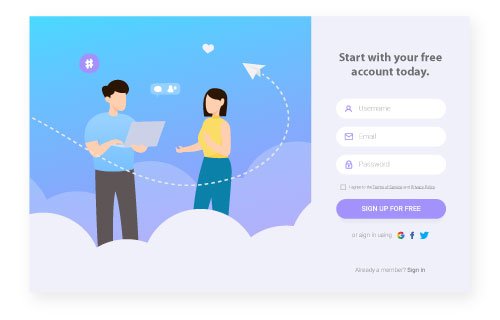 #
Start with your free
account today.
Username
Email
Password
I agree to the Terms of Service and Privacy Policy
SIGN UP FOR FREE
or sign in using
Already a member? Sign in